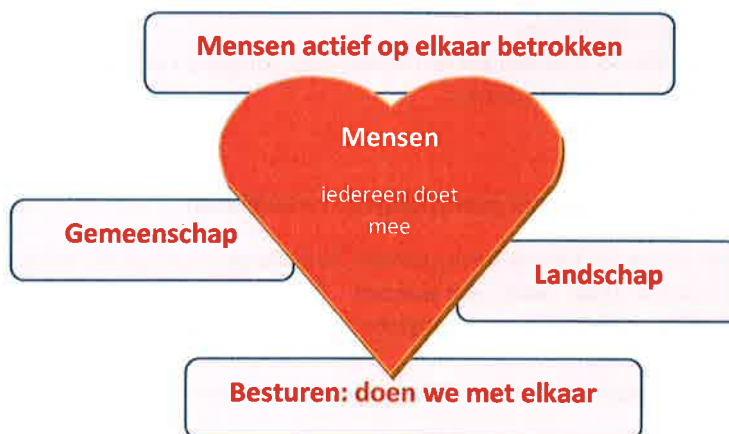 Mensen actief op elkaar betrokken
Mensen
iedereen doet
mee
Gemeenschap
Landschap
Besturen: doen we met elkaar